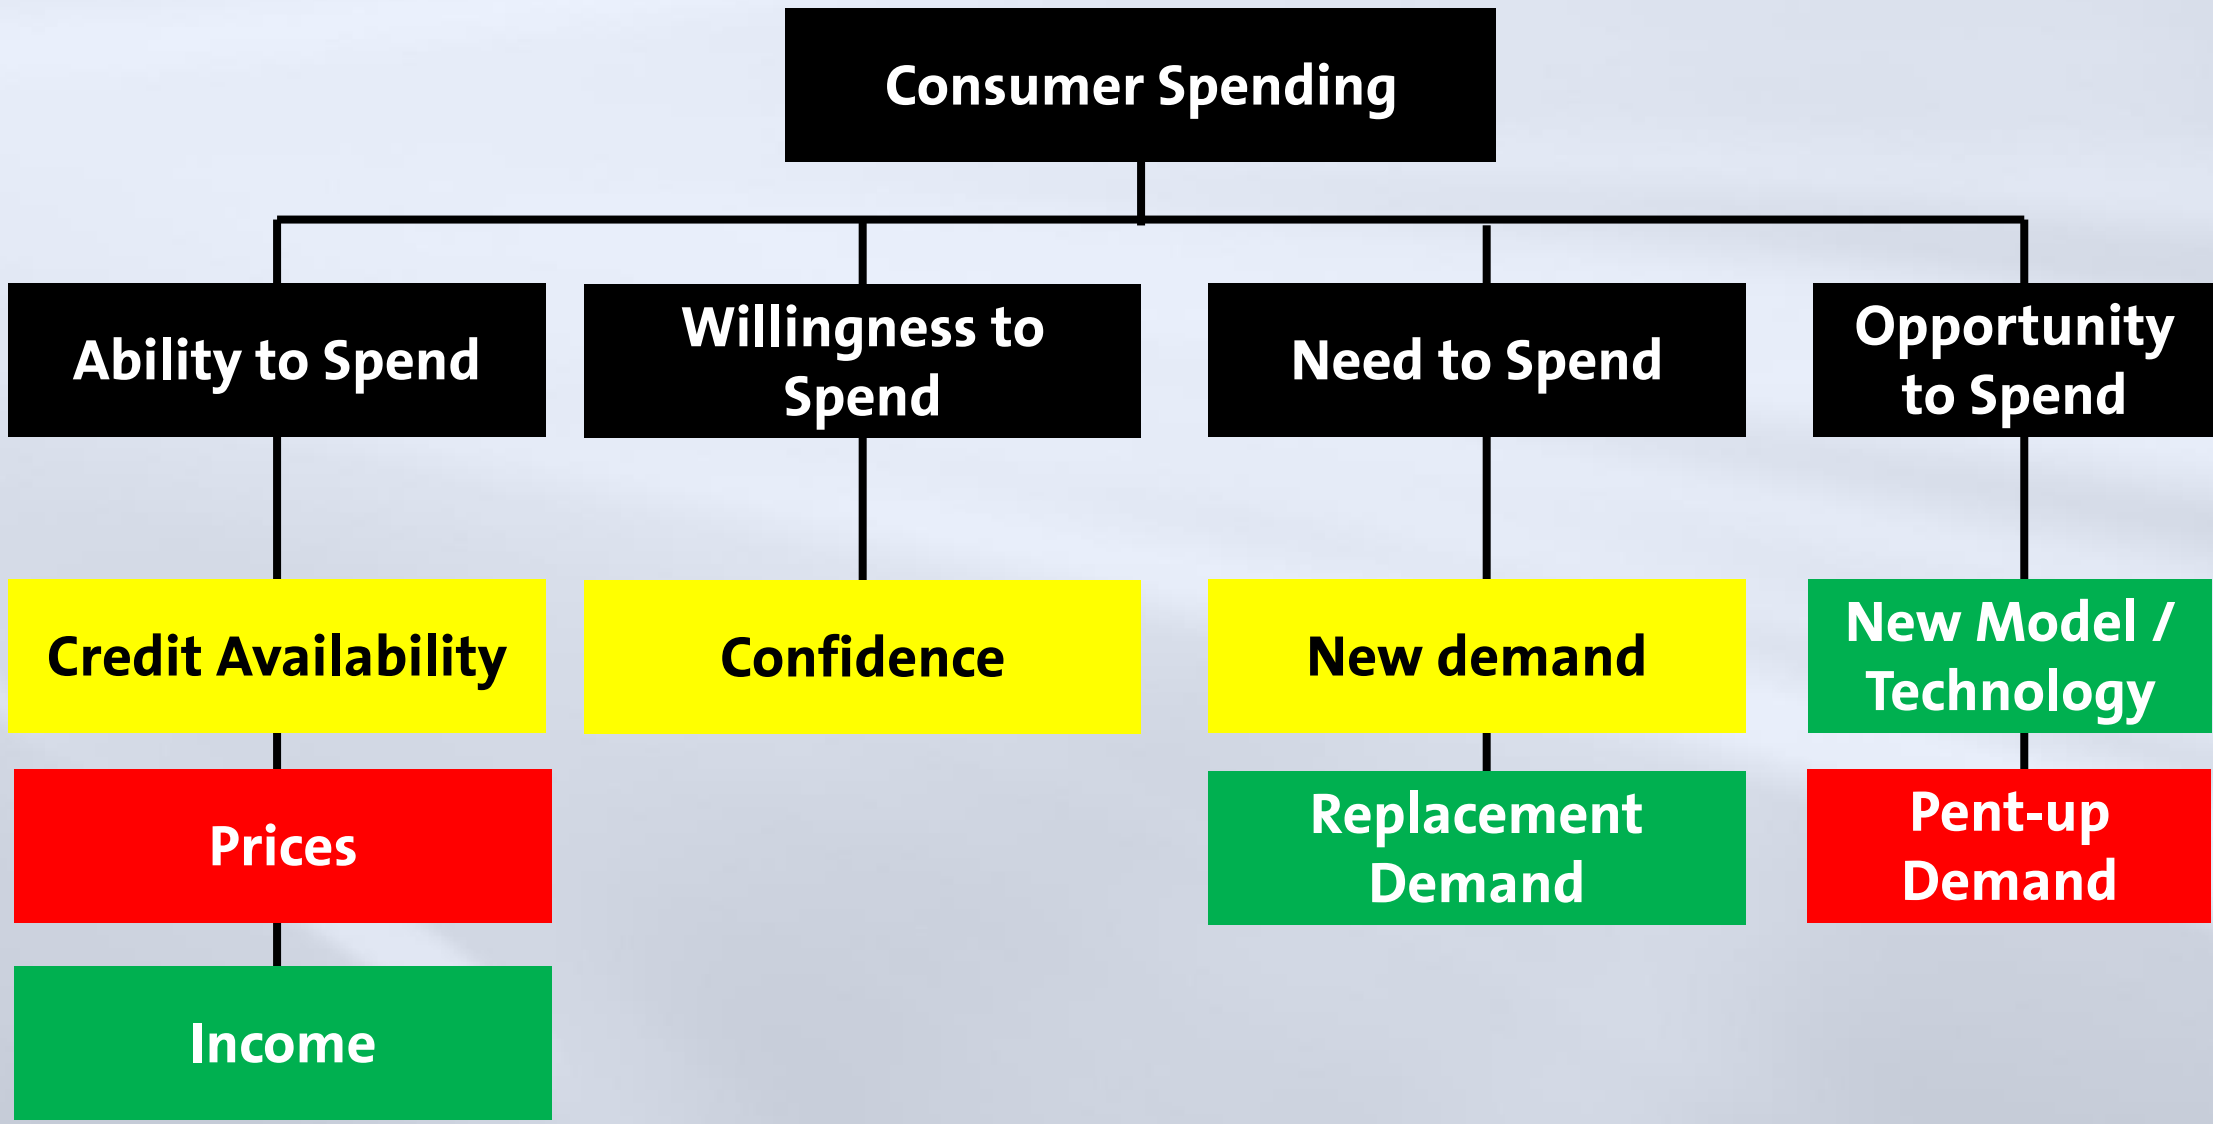 Consumer Spending
Ability to Spend
Willingness to
Spend
Need to Spend
Opportunity
to Spend
Credit Availability
Confidence
New demand
New Model /
Technology
Prices
Replacement
Demand
Pent-up
Demand
Income